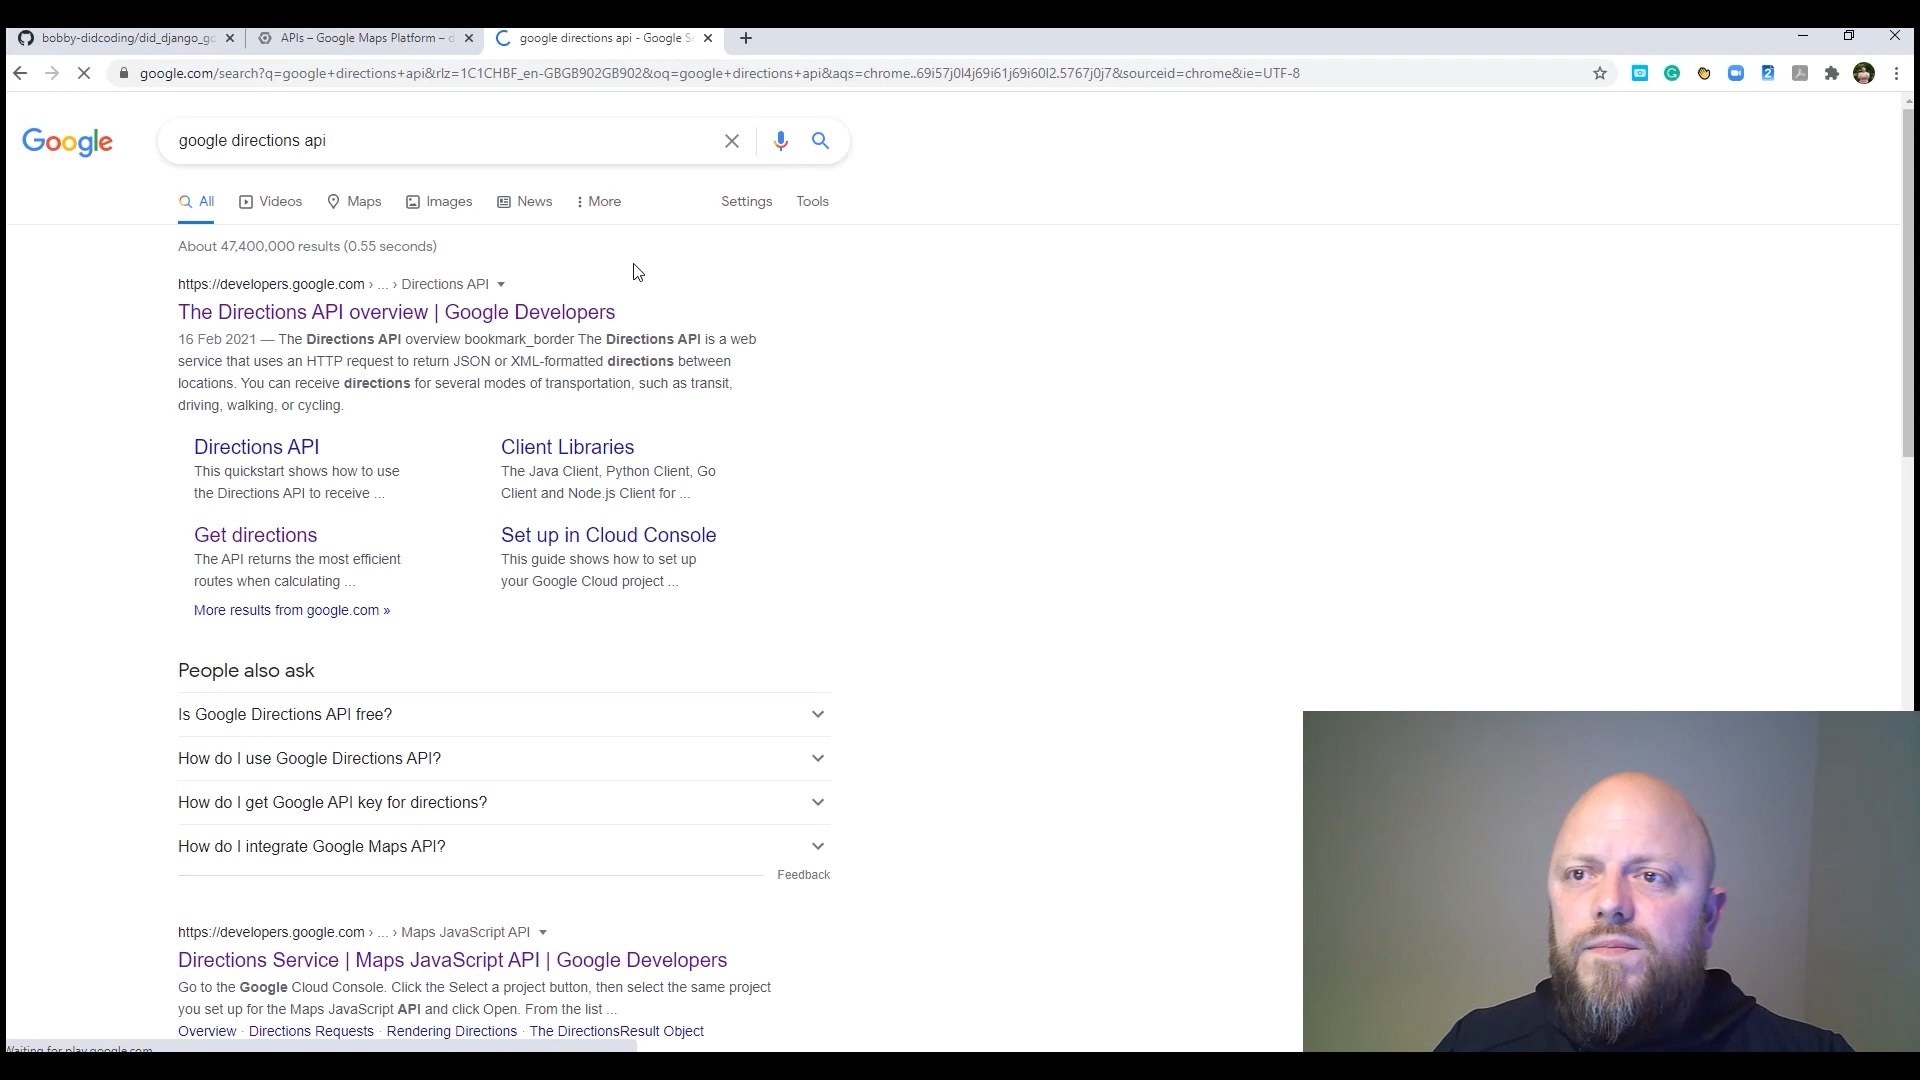 bobby-didcoding/did_django_go
APIs – Google Maps Platform – d
google directions api - Google S
google.com/search?q=google+directions+api&rlz=1C1CHBF_en-GBGB902GB902&oq=google+directions+api&aqs=chrome..69i57j0l4j69i61j69i60l2.5767j0j7&sourceid=chrome&ie=UTF-8
Google
google directions api
All
Videos
Maps
Images
News
More
Settings
Tools
About 47,400,000 results (0.55 seconds)
https://developers.google.com › ... › Directions API
The Directions API overview | Google Developers
16 Feb 2021 — The Directions API overview bookmark_border The Directions API is a web
service that uses an HTTP request to return JSON or XML-formatted directions between
locations. You can receive directions for several modes of transportation, such as transit,
driving, walking, or cycling.
Directions API
This quickstart shows how to use
the Directions API to receive ...
Client Libraries
The Java Client, Python Client, Go
Client and Node.js Client for ...
Get directions
The API returns the most efficient
routes when calculating ...
Set up in Cloud Console
This guide shows how to set up
your Google Cloud project ...
More results from google.com »
People also ask
Is Google Directions API free?
How do I use Google Directions API?
How do I get Google API key for directions?
How do I integrate Google Maps API?
Feedback
https://developers.google.com › ... › Maps JavaScript API
Directions Service | Maps JavaScript API | Google Developers
Go to the Google Cloud Console. Click the Select a project button, then select the same project
you set up for the Maps JavaScript API and click Open. From the list ...
Overview · Directions Requests · Rendering Directions · The DirectionsResult Object
Waiting for play.google.com